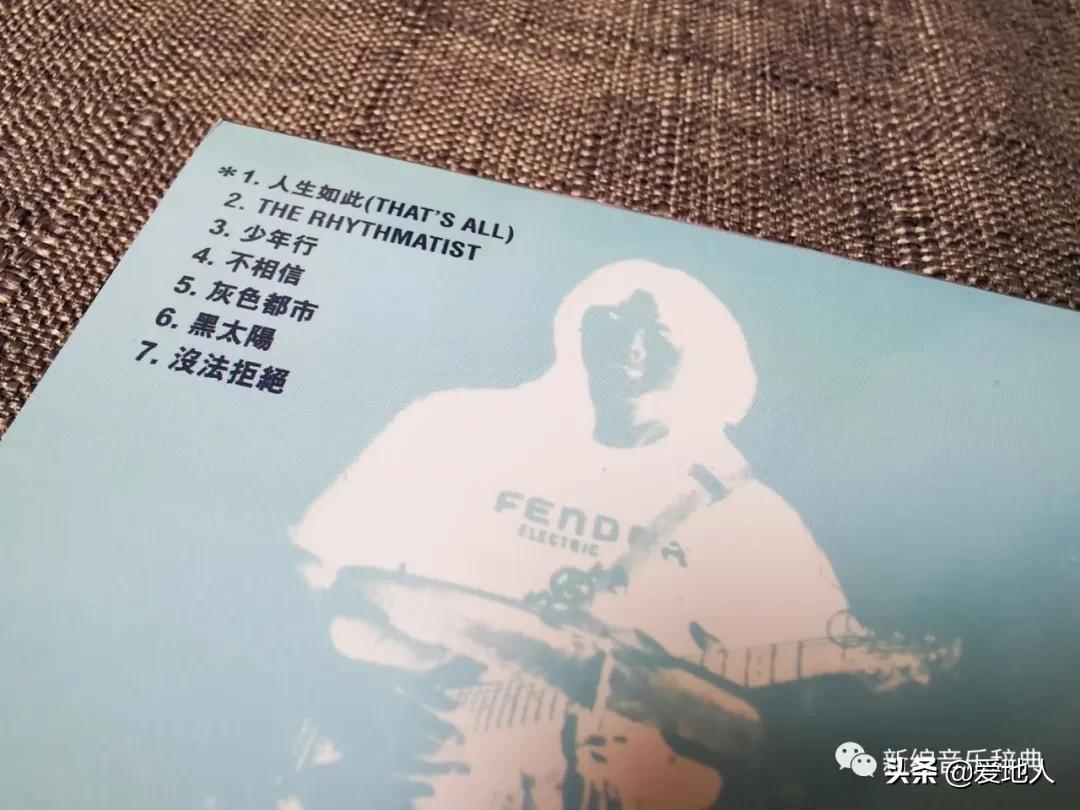 *1. 人生如此(THAT'S ALL)
2. THE RHYTHMATIST
3. 少年行
4. 不相信
5. 灰色都市
6. 黑太陽
7. 沒法拒絕
FENDER
ELECTRIC
新编音乐辞典
头条 @爱地人